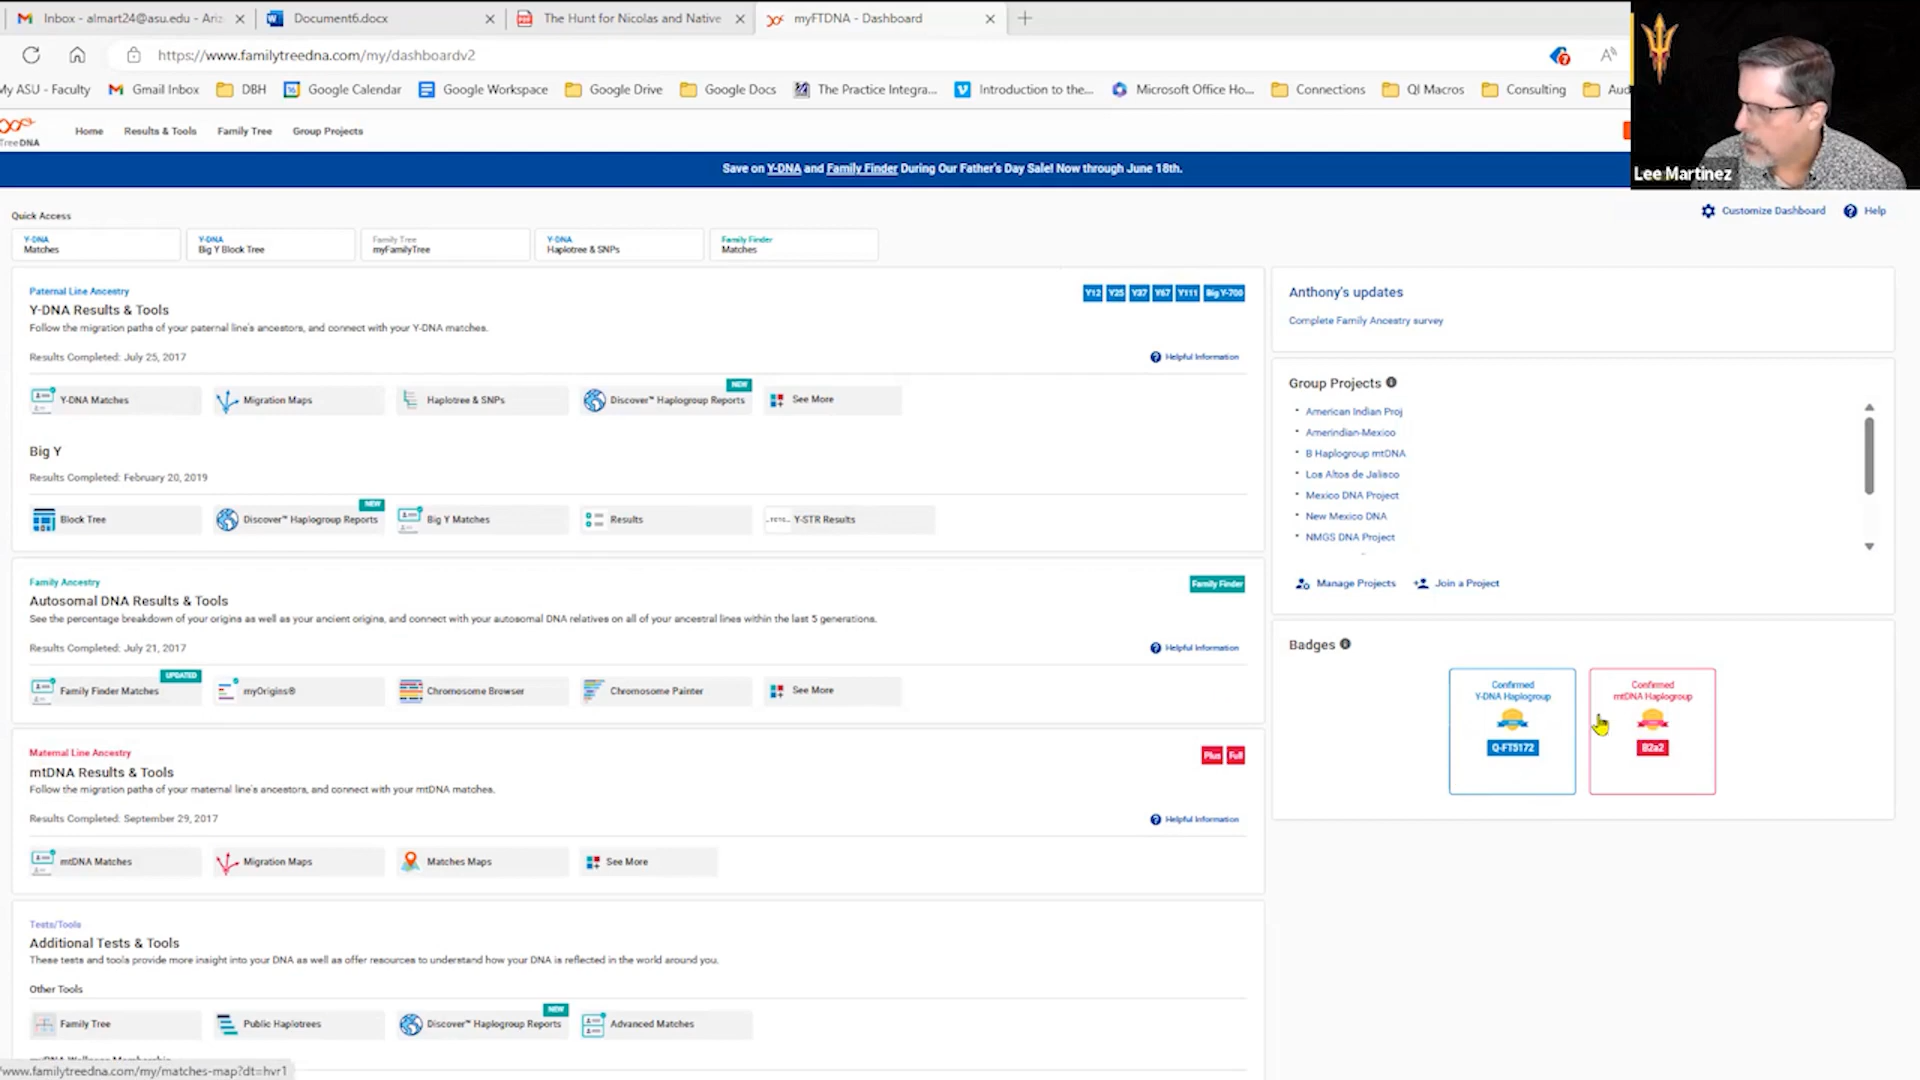 Inbox - almart24@asu.edu - Ariz
Document6.docx
The Hunt for Nicolas and Native
myFTDNA - Dashboard
https://www.familytreedna.com/my/dashboardv2
My ASU - Faculty
Gmail Inbox
DBH
Google Calendar
Google Workspace
Google Drive
Google Docs
The Practice Integra...
Introduction to the...
Microsoft Office Ho...
Connections
QI Macros
Consulting
Aud
Lee Martinez
TreeDNA
Home
Results & Tools
Family Tree
Group Projects
Save on Y-DNA and Family Finder During Our Father's Day Sale! Now through June 18th.
Customize Dashboard
Help
Quick Access
Y-DNA
Matches
Y-DNA
Big Y Block Tree
Family Tree
myFamilyTree
Y-DNA
Haplotree & SNPs
Family Finder
Matches
Paternal Line Ancestry
Y12 Y25 Y37 Y67 Y111 Big Y-700
Y-DNA Results & Tools
Follow the migration paths of your paternal line's ancestors, and connect with your Y-DNA matches.
Results Completed: July 25, 2017
Helpful Information
Y-DNA Matches
Migration Maps
Haplotree & SNPs
NEW
Discover™ Haplogroup Reports
See More
Big Y
Results Completed: February 20, 2019
Block Tree
NEW
Discover™ Haplogroup Reports
Big Y Matches
Results
Y-STR Results
Family Ancestry
Family Finder
Autosomal DNA Results & Tools
See the percentage breakdown of your origins as well as your ancient origins, and connect with your autosomal DNA relatives on all of your ancestral lines within the last 5 generations.
Results Completed: July 21, 2017
Helpful Information
UPDATED
Family Finder Matches
myOrigins®
Chromosome Browser
Chromosome Painter
See More
Maternal Line Ancestry
Plus Full
mtDNA Results & Tools
Follow the migration paths of your maternal line's ancestors, and connect with your mtDNA matches.
Results Completed: September 29, 2017
Helpful Information
mtDNA Matches
Migration Maps
Matches Maps
See More
Tests/Tools
Additional Tests & Tools
These tests and tools provide more insight into your DNA as well as offer resources to understand how your DNA is reflected in the world around you.
Other Tools
Family Tree
Public Haplotrees
NEW
Discover™ Haplogroup Reports
Advanced Matches
Anthony's updates
Complete Family Ancestry survey
Group Projects
American Indian Proj
Amerindian-Mexico
B Haplogroup mtDNA
Los Altos de Jalisco
Mexico DNA Project
New Mexico DNA
NMGS DNA Project
Manage Projects
Join a Project
Badges
Confirmed
Y-DNA Haplogroup
Q-FT5172
Confirmed
mtDNA Haplogroup
B2a2
www.familytreedna.com/my/matches-map?dt=hvr1